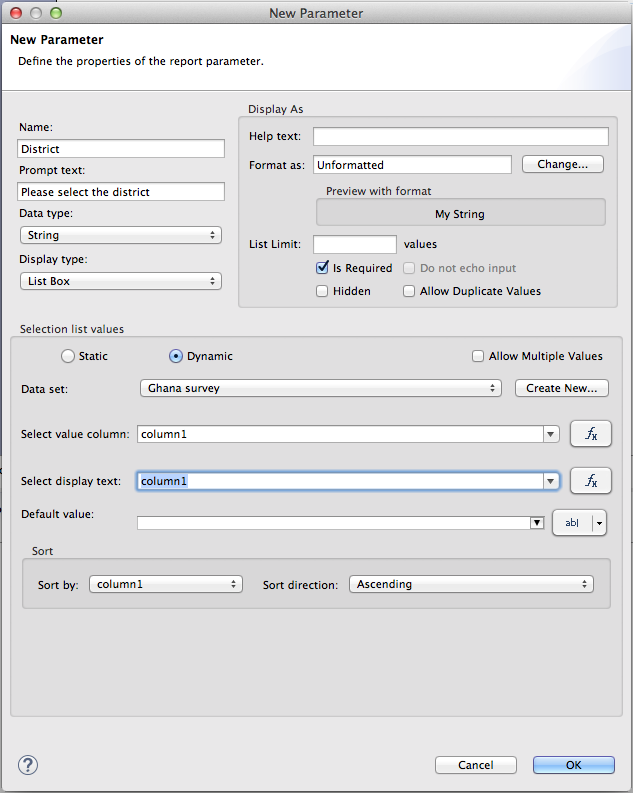 New Parameter
New Parameter
Define the properties of the report parameter.
Name:
District
Prompt text:
Please select the district
Data type:
String
Display type:
List Box
Display As
Help text:
Format as: Unformatted Change...
Preview with format
My String
List Limit: values
Is Required Do not echo input
Hidden Allow Duplicate Values
Selection list values
Static Dynamic Allow Multiple Values
Data set: Ghana survey Create New...
Select value column: column1 fx
Select display text: column1 fx
Default value: ab|
Sort
Sort by: column1 Sort direction: Ascending
? Cancel OK